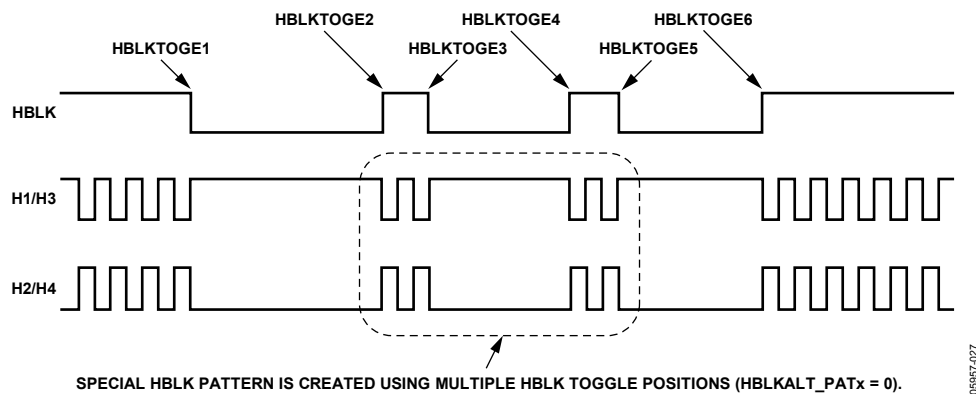 HBLKTOGE2
HBLKTOGE4
HBLKTOGE6
HBLKTOGE1
HBLKTOGE3
HBLKTOGE5
HBLK
H1/H3
H2/H4
SPECIAL HBLK PATTERN IS CREATED USING MULTIPLE HBLK TOGGLE POSITIONS (HBLKALT_PATx = 0).
05957-027